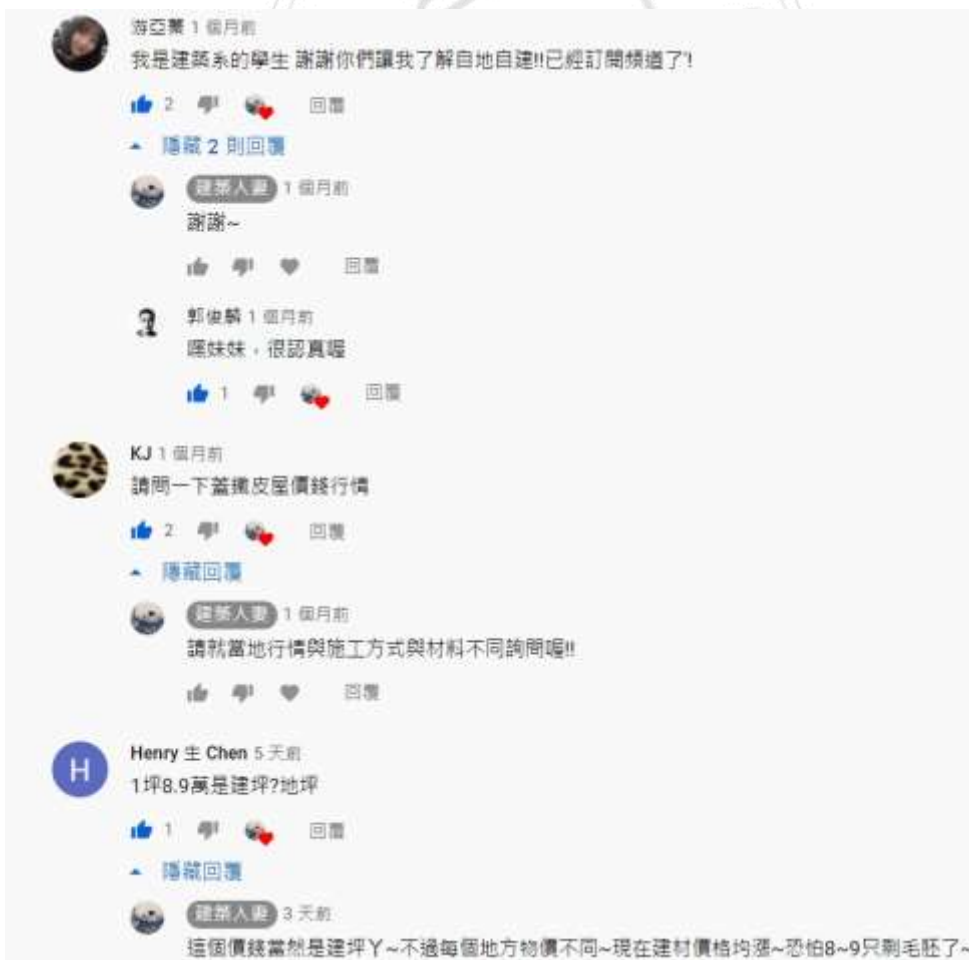 游亞䕒 1 個月前
我是建築系的學生 謝謝你們讓我了解自地自建!!已經訂閱頻道了!
2 回覆
隱藏 2 則回覆
建築人妻 1 個月前
謝謝~
回覆
郭俊麟 1 個月前
嘿妹妹，很認真喔
1 回覆
KJ 1 個月前
請問一下蓋鐵皮屋價錢行情
2 回覆
隱藏回覆
建築人妻 1 個月前
請就當地行情與施工方式與材料不同詢問喔!!
回覆
H
Henry 生 Chen 5 天前
1坪8.9萬是建坪?地坪
1 回覆
隱藏回覆
建築人妻 3 天前
這個價錢當然是建坪ㄚ~不過每個地方物價不同~現在建材價格均漲~恐怕8~9只剩毛胚了~